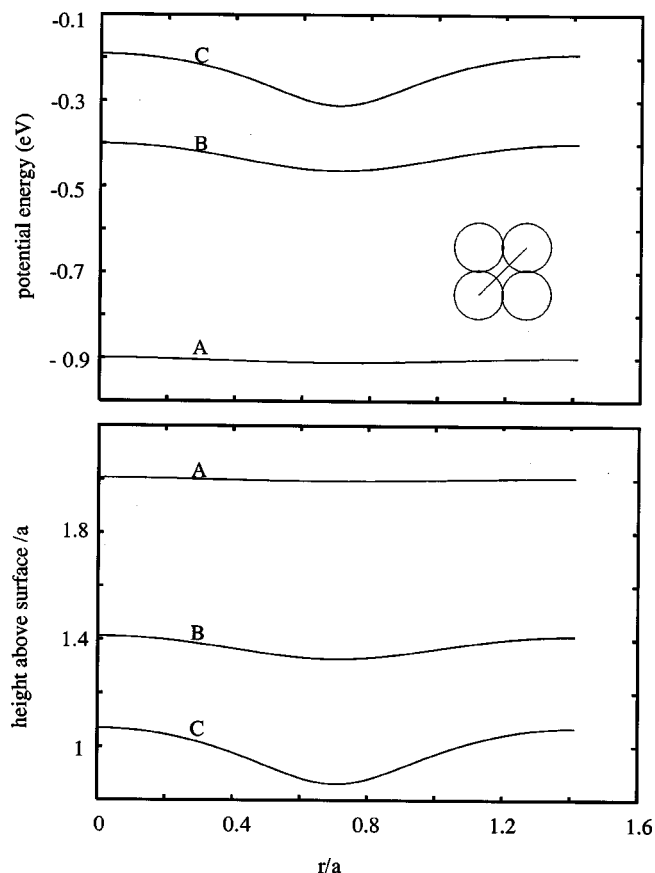 -0.1
C
-0.3
B
-0.5
potential energy (eV)
-0.7
A
- 0.9
A
1.8
height above surface /a
B
1.4
C
1
0
0.4
0.8
1.2
1.6
r/a